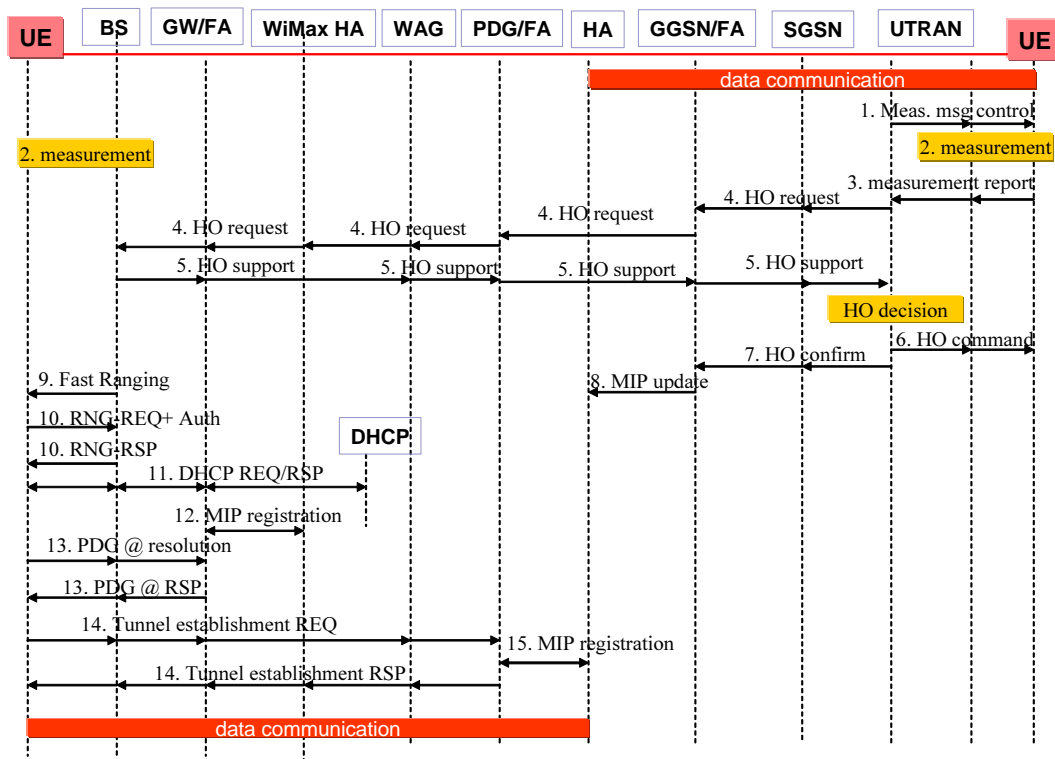 UE
BS
GW/FA
WiMax HA
WAG
PDG/FA
HA
GGSN/FA
SGSN
UTRAN
UE
data communication
1. Meas. msg control
2. measurement
2. measurement
3. measurement report
4. HO request
4. HO request
4. HO request
4. HO request
5. HO support
5. HO support
5. HO support
5. HO support
HO decision
6. HO command
7. HO confirm
8. MIP update
9. Fast Ranging
10. RNG-REQ+ Auth
DHCP
10. RNG-RSP
11. DHCP REQ/RSP
12. MIP registration
13. PDG @ resolution
13. PDG @ RSP
14. Tunnel establishment REQ
15. MIP registration
14. Tunnel establishment RSP
data communication